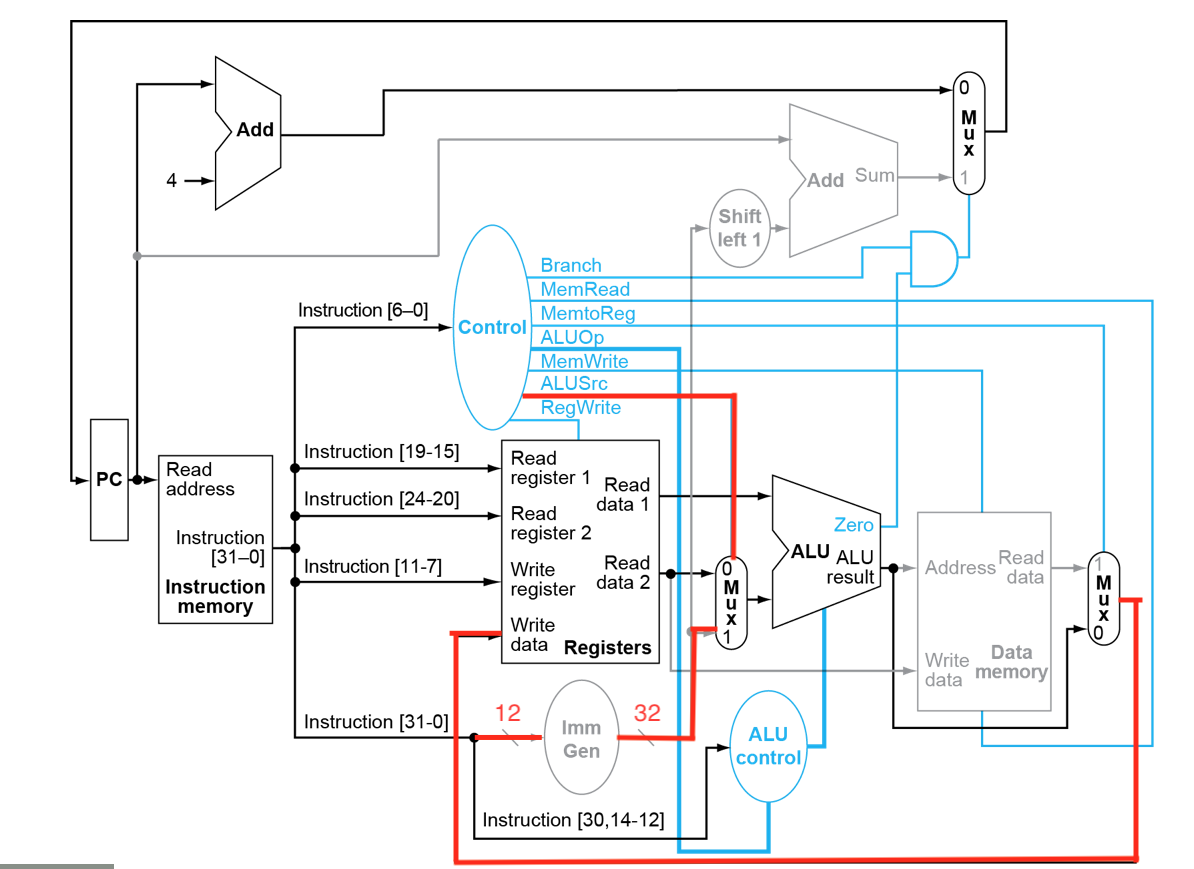 0
M
u
x
1
Add
4
Add Sum
Shift
left 1
Branch
MemRead
MemtoReg
ALUOp
MemWrite
ALUSrc
RegWrite
Control
Instruction [6–0]
Instruction [19-15]
Instruction [24-20]
Instruction [11-7]
Instruction [31-0]
PC
Read
address
Instruction
[31–0]
Instruction
memory
Read
register 1
Read
register 2
Write
register
Write
data
Read
data 1
Read
data 2
Registers
0
M
u
x
1
Zero
ALU
ALU
result
Address
Read
data
Write
data
Data
memory
1
M
u
x
0
12
Imm
Gen
32
ALU
control
Instruction [30,14-12]